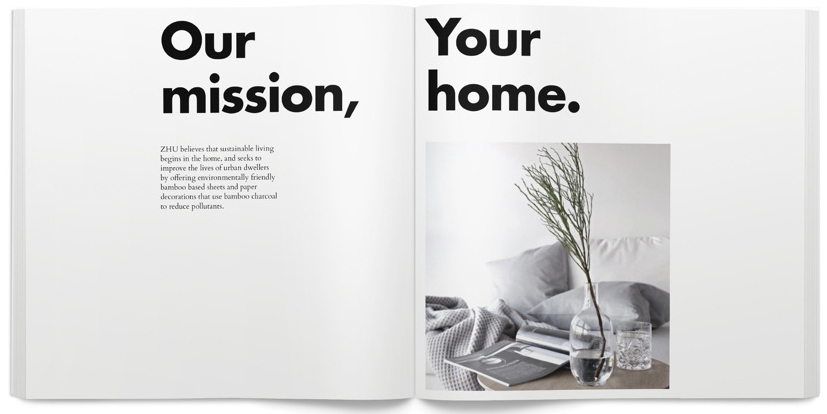 Our
mission,
ZHU believes that sustainable living
begins in the home, and seeks to
improve the lives of urban dwellers
by offering environmentally friendly
bamboo based sheets and paper
decorations that use bamboo charcoal
to reduce pollutants.
Your
home.